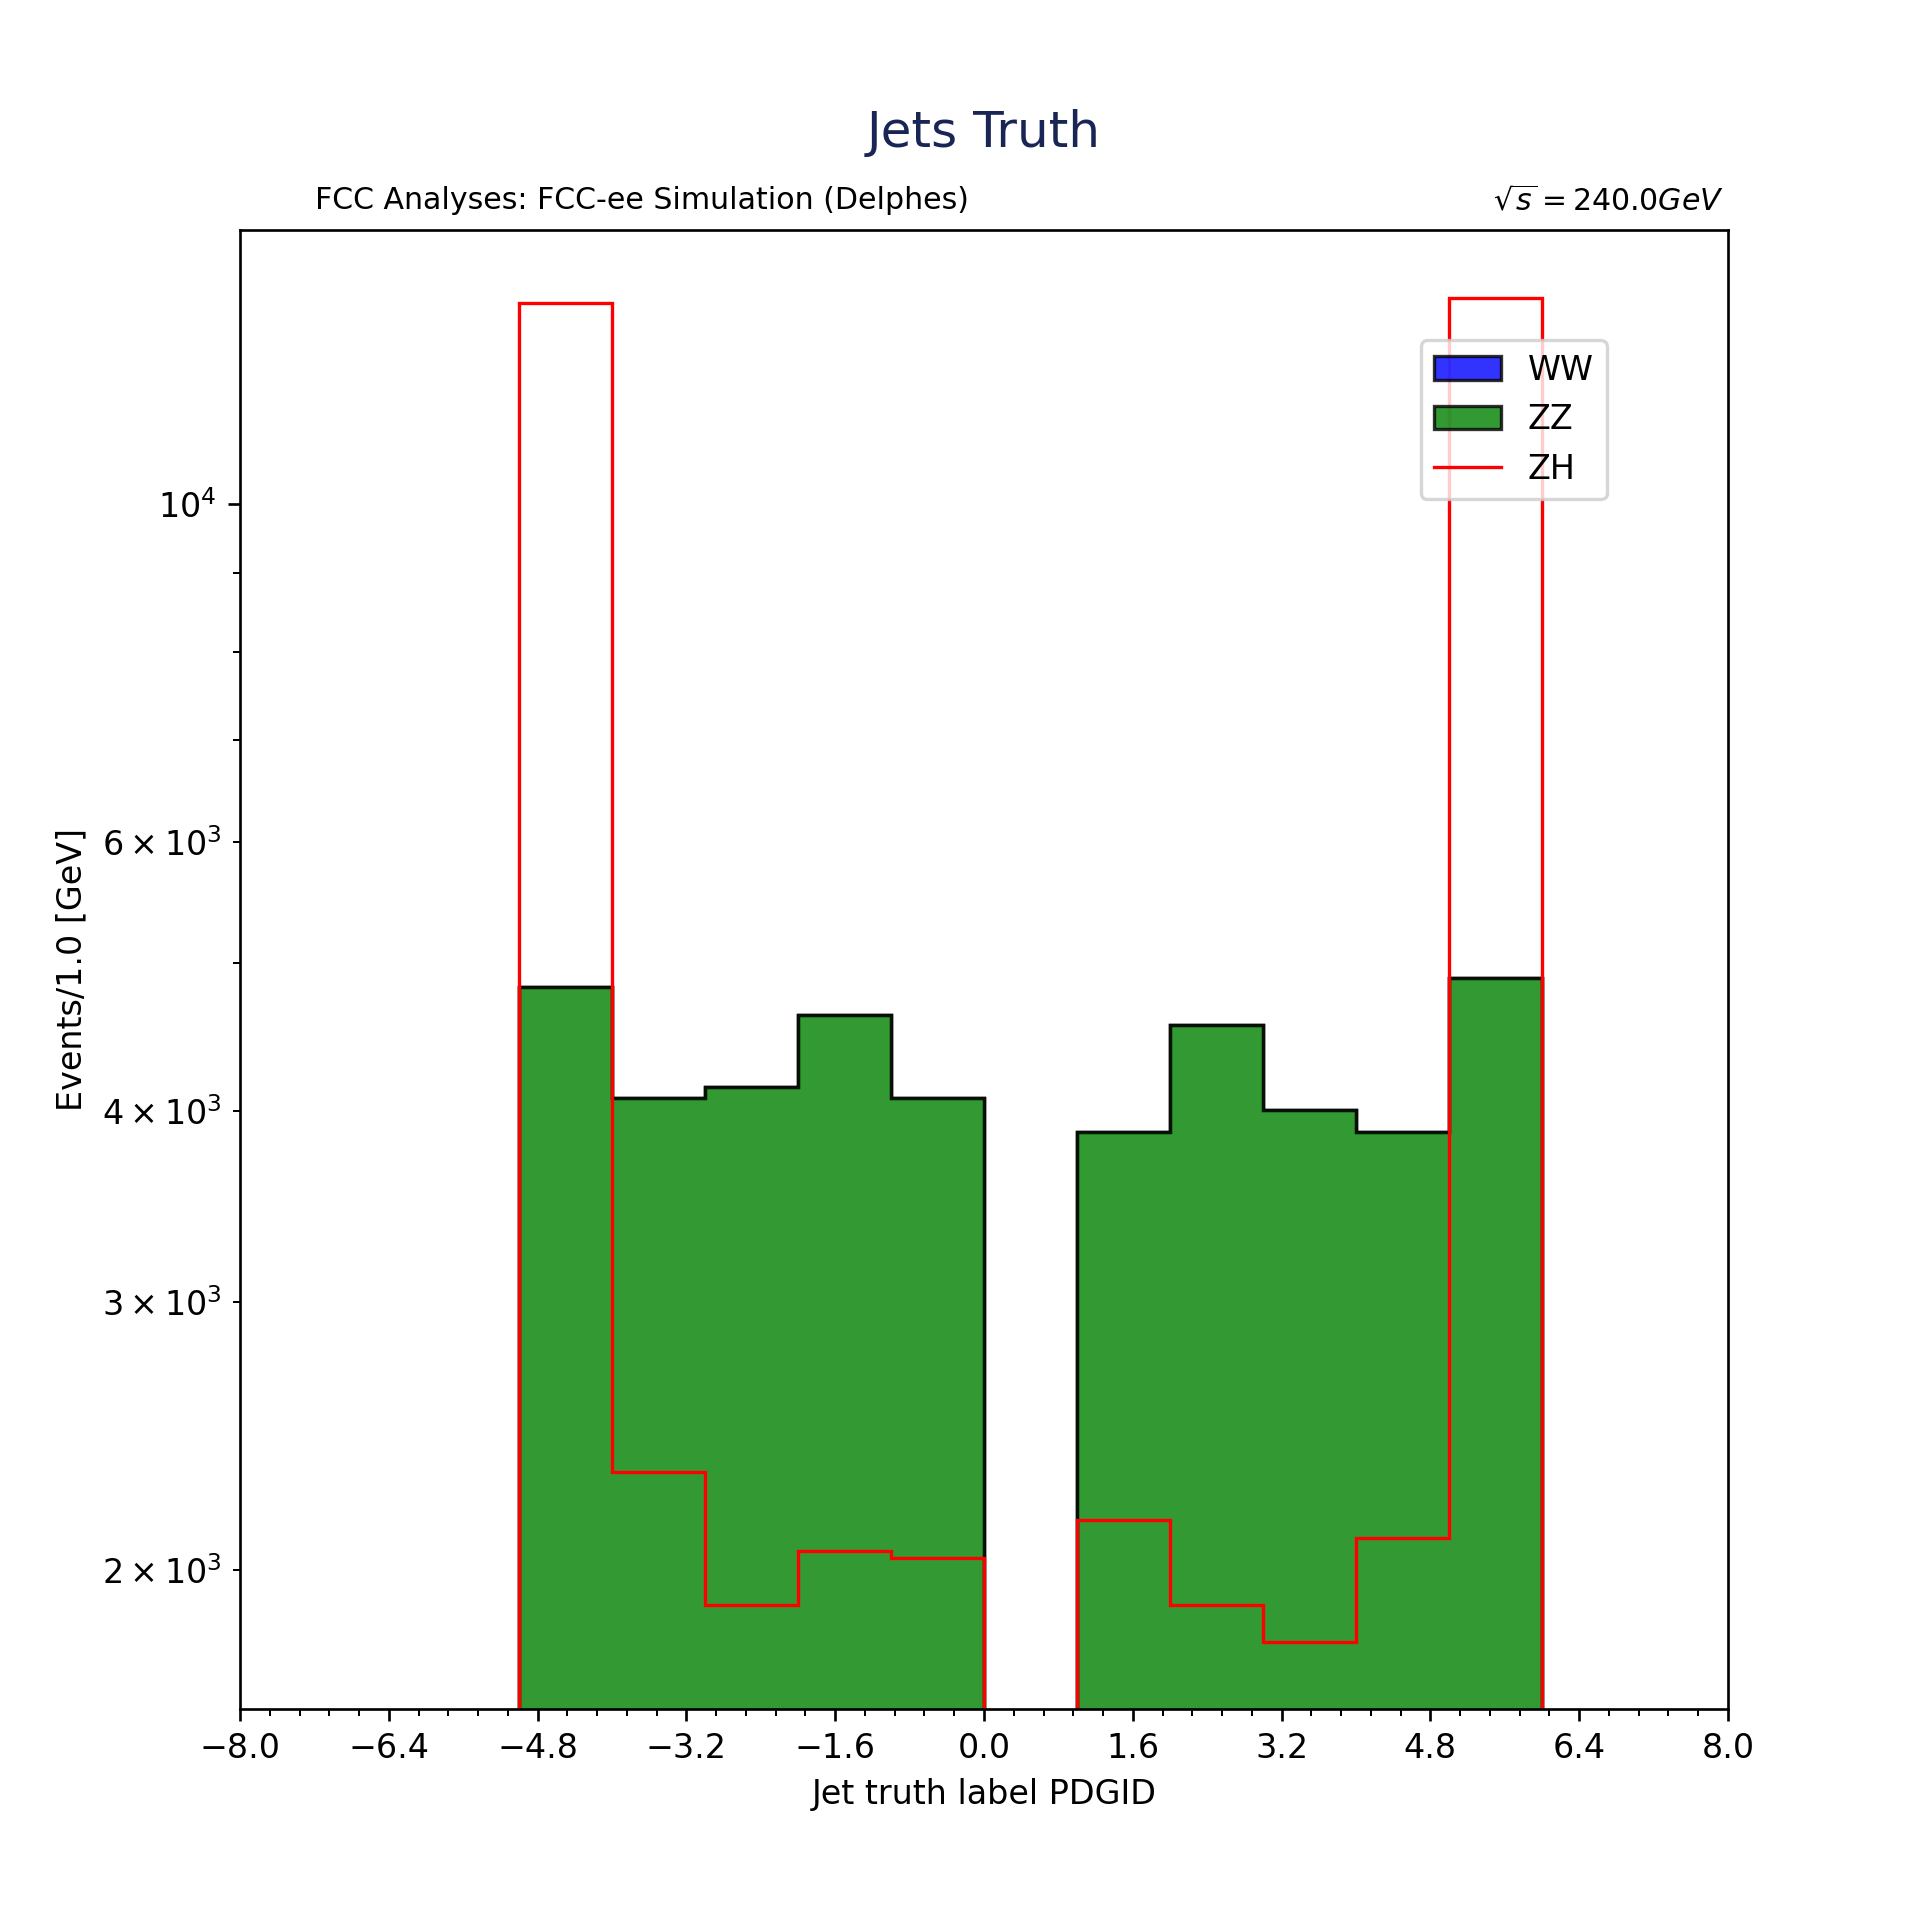 Jets Truth
FCC Analyses: FCC-ee Simulation (Delphes)
√s = 240.0GeV
WW
ZZ
ZH
10⁴
6 × 10³
4 × 10³
3 × 10³
2 × 10³
Events/1.0 [GeV]
−8.0 −6.4 −4.8 −3.2 −1.6 0.0 1.6 3.2 4.8 6.4 8.0
Jet truth label PDGID